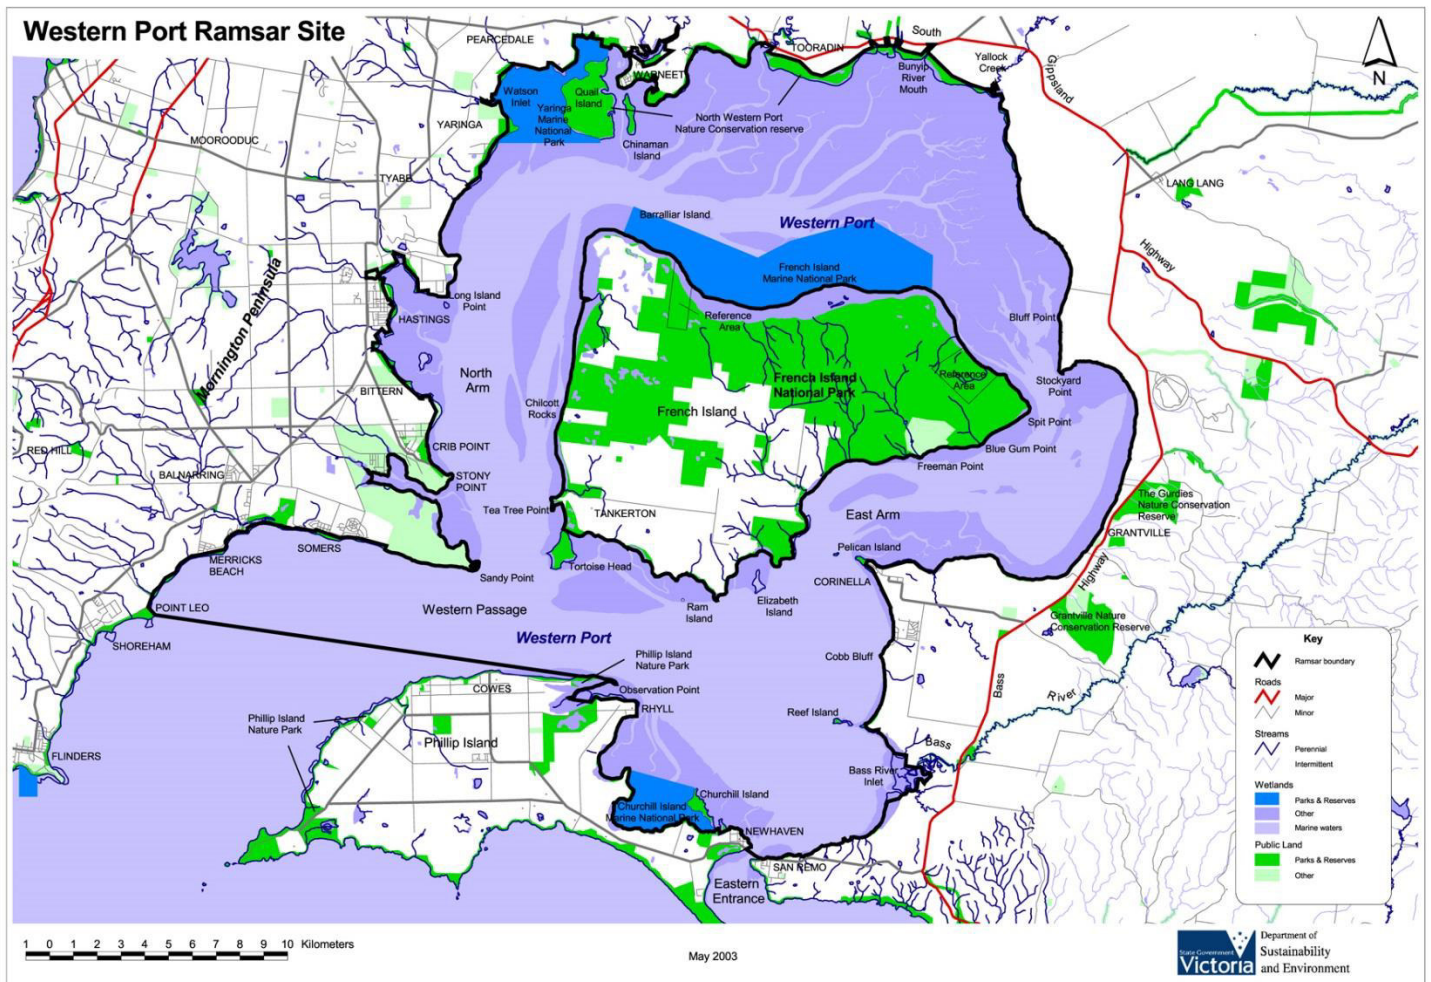 Western Port Ramsar Site
PEARCEDALE
TOORADIN
South
Yallock
Creek
Gippsland
N
WARNEET
Bunyip
River
Mouth
Watson
Inlet
Quail
Island
Yaringa
Marine
National
Park
North Western Port
Nature Conservation reserve
YARINGA
MOOROODUC
Chinaman
Island
TYABB
LANG LANG
Barralliar Island
Western Port
Highway
French Island
Marine National Park
Mornington Peninsula
Long Island
Point
HASTINGS
Reference
Area
Bluff Point
North
Arm
BITTERN
French Island
National Park
Reference
Area
Stockyard
Point
Chilcott
Rocks
French Island
Spit Point
RED HILL
CRIB POINT
Blue Gum Point
BALNARRING
STONY
POINT
Freeman Point
Tea Tree Point
TANKERTON
East Arm
The Gurdies
Nature Conservation
Reserve
GRANTVILLE
SOMERS
MERRICKS
BEACH
Pelican Island
Tortoise Head
Sandy Point
CORINELLA
Highway
Elizabeth
Island
Ram
Island
POINT LEO
Western Passage
Grantville Nature
Conservation Reserve
SHOREHAM
Western Port
Phillip Island
Nature Park
Cobb Bluff
COWES
Observation Point
RHYLL
Bass
River
Phillip Island
Nature Park
Reef Island
Phillip Island
FLINDERS
Bass
Bass River
Inlet
Churchill Island
Churchill Island
Marine National Park
NEWHAVEN
SAN REMO
Eastern
Entrance
Key
Ramsar boundary
Roads
Major
Minor
Streams
Perennial
Intermittent
Wetlands
Parks & Reserves
Other
Marine waters
Public Land
Parks & Reserves
Other
1 0 1 2 3 4 5 6 7 8 9 10 Kilometers
May 2003
State Government
Victoria
Department of
Sustainability
and Environment